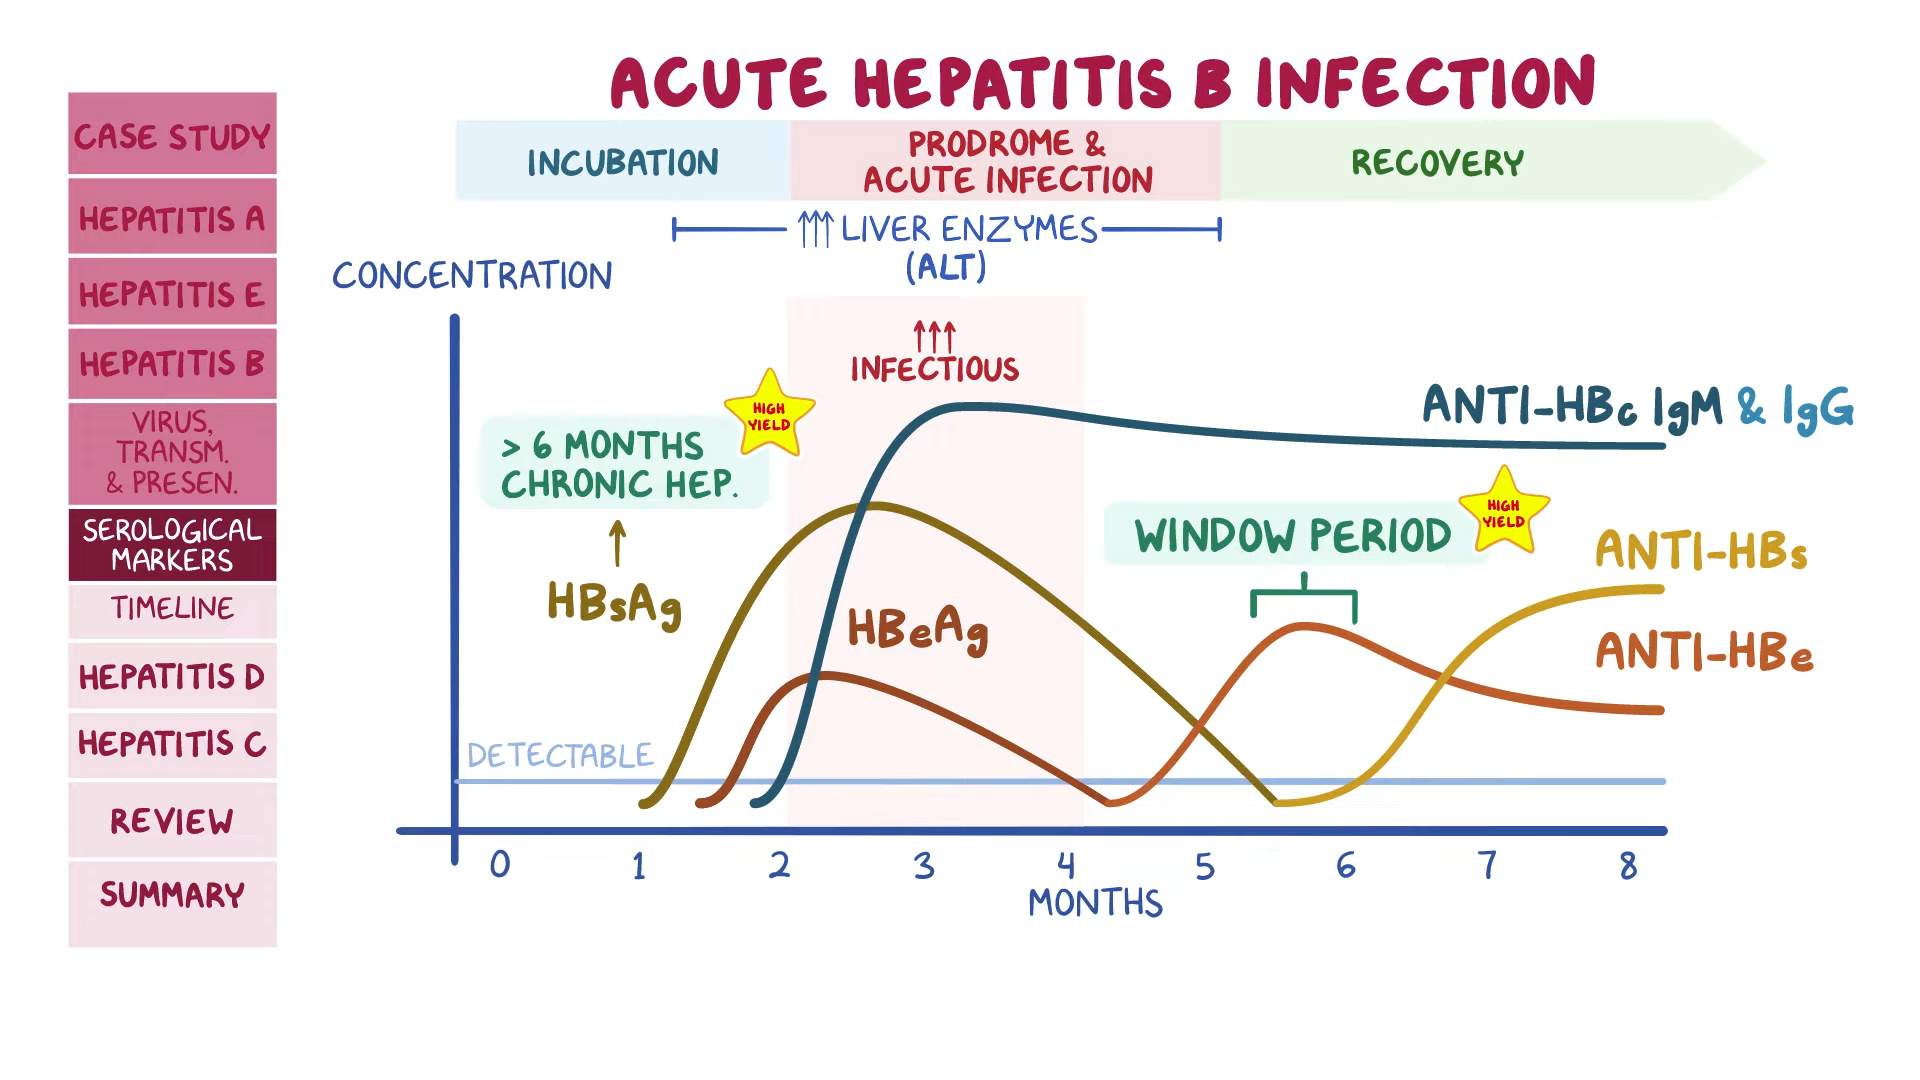 ACUTE HEPATITIS B INFECTION
CASE STUDY
HEPATITIS A
HEPATITIS E
HEPATITIS B
VIRUS,
TRANSM.
& PRESEN.
SEROLOGICAL
MARKERS
TIMELINE
HEPATITIS D
HEPATITIS C
REVIEW
SUMMARY
INCUBATION
PRODROME &
ACUTE INFECTION
RECOVERY
↑↑↑ LIVER ENZYMES
(ALT)
CONCENTRATION
↑↑↑
INFECTIOUS
HIGH
YIELD
> 6 MONTHS
CHRONIC HEP.
HBsAg
HBeAg
ANTI-HBc IgM & IgG
WINDOW PERIOD
HIGH
YIELD
ANTI-HBs
ANTI-HBe
DETECTABLE
0 1 2 3 4 5 6 7 8
MONTHS